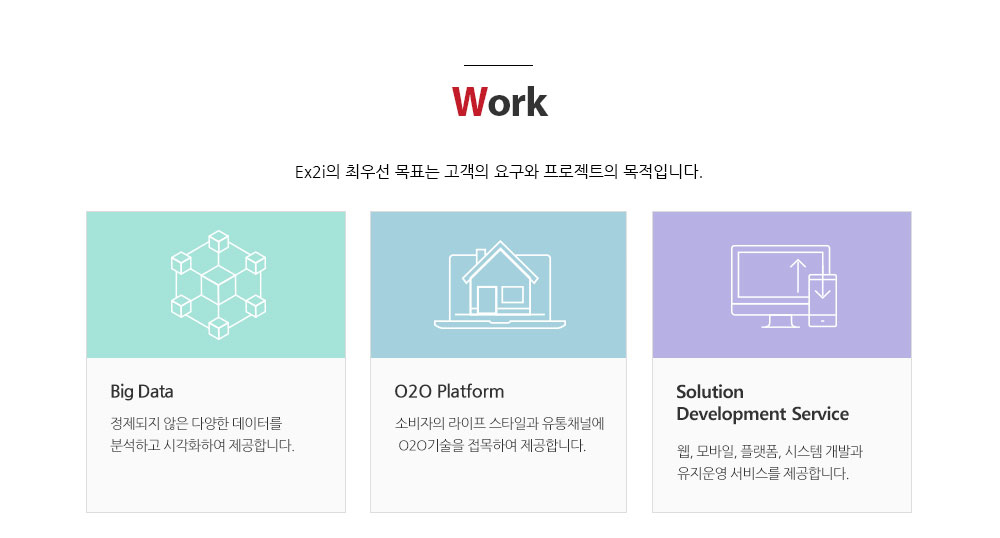 Work
Ex2i의 최우선 목표는 고객의 요구와 프로젝트의 목적입니다.
Big Data
정제되지 않은 다양한 데이터를
분석하고 시각화하여 제공합니다.
O2O Platform
소비자의 라이프 스타일과 유통채널에
O2O기술을 접목하여 제공합니다.
Solution
Development Service
웹, 모바일, 플랫폼, 시스템 개발과
유지운영 서비스를 제공합니다.